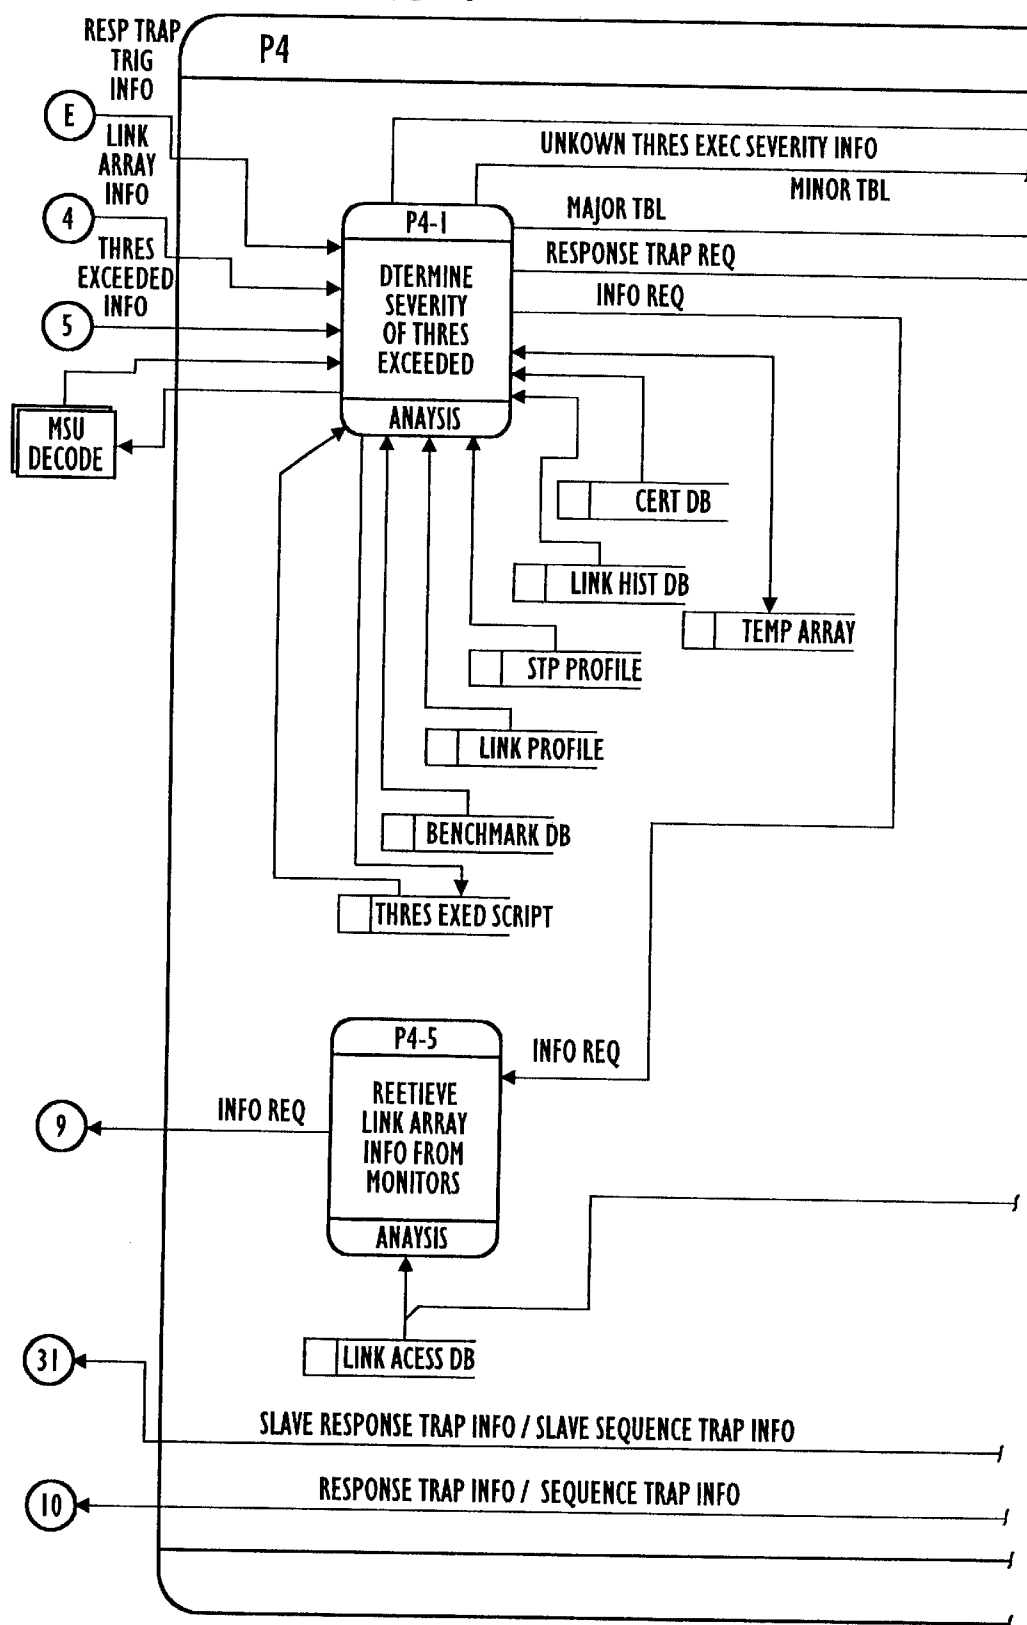 RESP TRAP
TRIG
INFO
P4
E
LINK
ARRAY
INFO
4
THRES
EXCEEDED
INFO
5
MSU
DECODE
UNKOWN THRES EXEC SEVERITY INFO
MINOR TBL
MAJOR TBL
RESPONSE TRAP REQ
INFO REQ
P4-1
DTERMINE
SEVERITY
OF THRES
EXCEEDED
ANAYSIS
CERT DB
LINK HIST DB
TEMP ARRAY
STP PROFILE
LINK PROFILE
BENCHMARK DB
THRES EXED SCRIPT
P4-5
REETIEVE
LINK ARRAY
INFO FROM
MONITORS
ANAYSIS
INFO REQ
INFO REQ
9
LINK ACESS DB
31
SLAVE RESPONSE TRAP INFO / SLAVE SEQUENCE TRAP INFO
RESPONSE TRAP INFO / SEQUENCE TRAP INFO
10